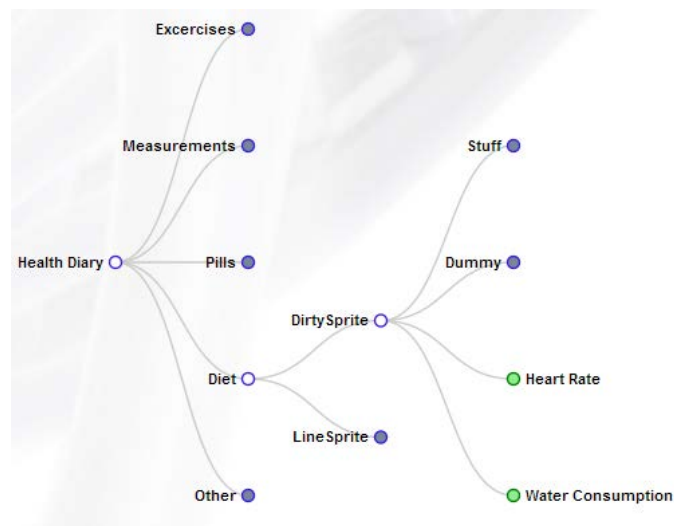 Excercises
Measurements
Stuff
Health Diary
Pills
Dummy
DirtySprite
Diet
Heart Rate
LineSprite
Other
Water Consumption